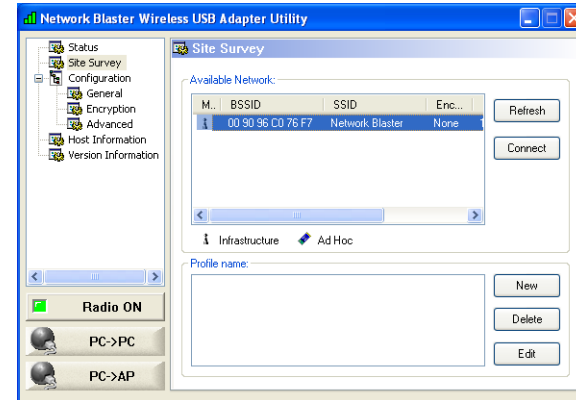 Network Blaster Wireless USB Adapter Utility
Status
Site Survey
Configuration
General
Encryption
Advanced
Host Information
Version Information
Radio ON
PC->PC
PC->AP
Site Survey
Available Network:
M.. BSSID SSID Enc...
00 90 96 C0 76 F7 Network Blaster None 1
Refresh
Connect
Infrastructure Ad Hoc
Profile name:
New
Delete
Edit